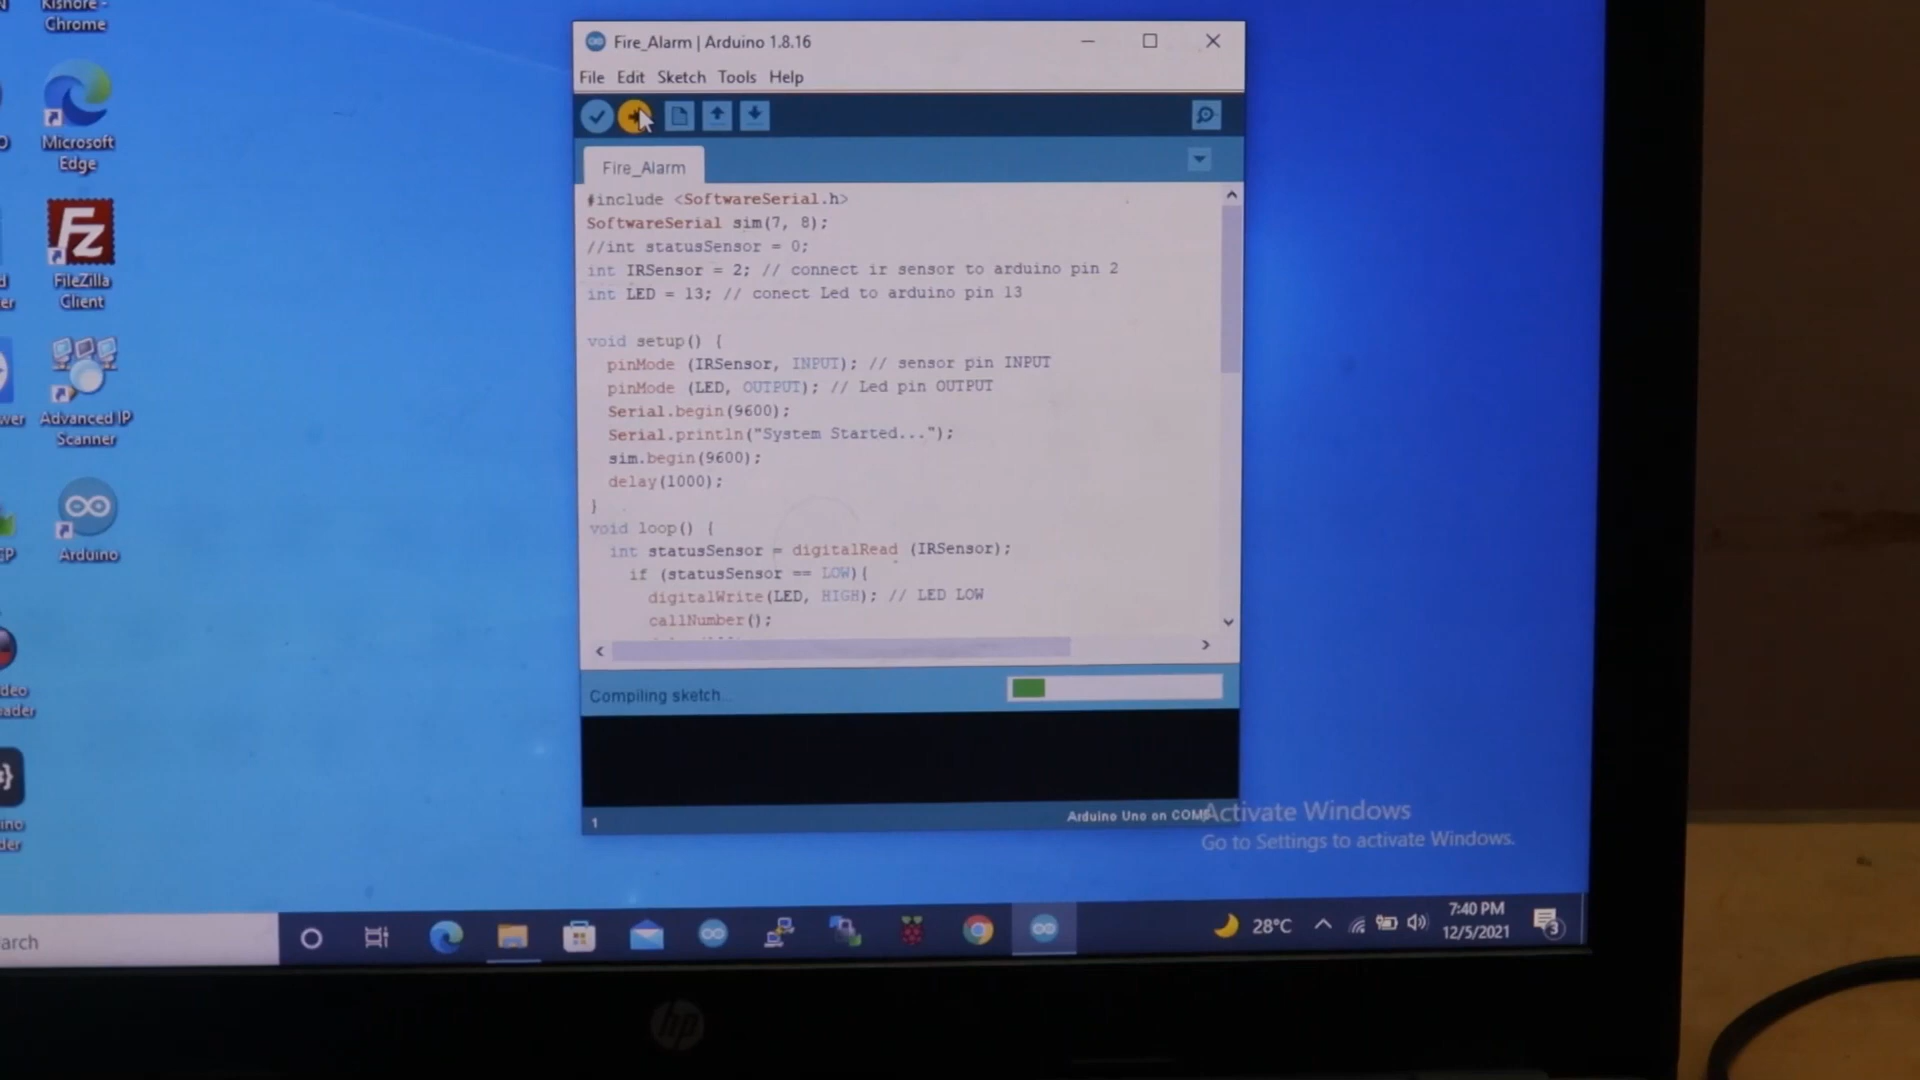 Kishore -
Chrome
Microsoft
Edge
Fz
FileZilla
Client
Advanced IP
Scanner
Arduino
Fire_Alarm | Arduino 1.8.16
File Edit Sketch Tools Help
Fire_Alarm
#include <SoftwareSerial.h>
SoftwareSerial sim(7, 8);
//int statusSensor = 0;
int IRSensor = 2; // connect ir sensor to arduino pin 2
int LED = 13; // conect Led to arduino pin 13
void setup() {
pinMode (IRSensor, INPUT); // sensor pin INPUT
pinMode (LED, OUTPUT); // Led pin OUTPUT
Serial.begin(9600);
Serial.println("System Started...");
sim.begin(9600);
delay(1000);
}
void loop() {
int statusSensor = digitalRead (IRSensor);
if (statusSensor == LOW){
digitalWrite(LED, HIGH); // LED LOW
callNumber();
Compiling sketch...
1
Arduino Uno on
Activate Windows
Go to Settings to activate Windows.
arch
28°C
7:40 PM
12/5/2021
3
hp